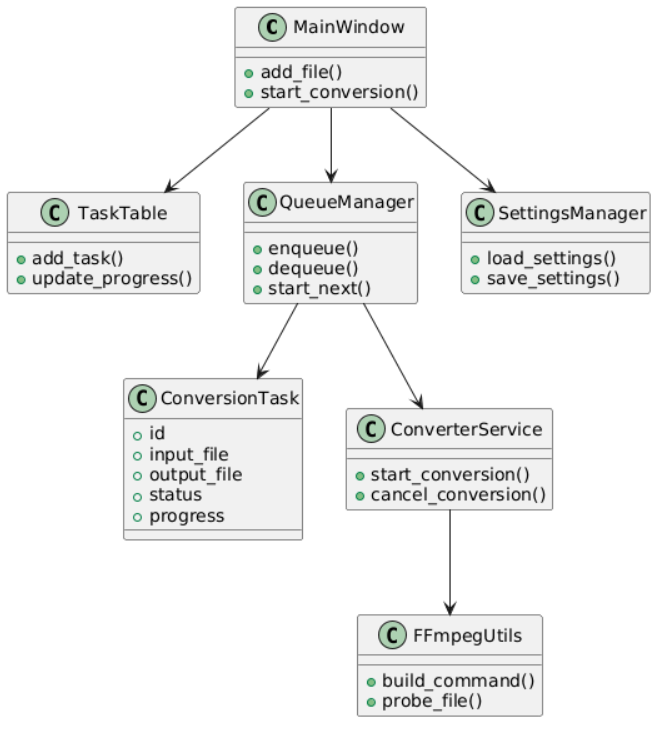 C MainWindow
+ add_file()
+ start_conversion()
C TaskTable
+ add_task()
+ update_progress()
C QueueManager
+ enqueue()
+ dequeue()
+ start_next()
C SettingsManager
+ load_settings()
+ save_settings()
C ConversionTask
id
input_file
output_file
status
progress
C ConverterService
start_conversion()
cancel_conversion()
C FFmpegUtils
build_command()
probe_file()